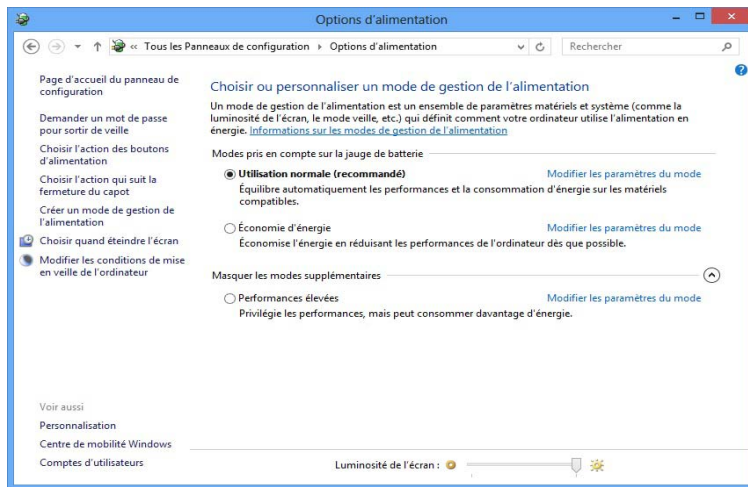 Options d'alimentation
« Tous les Panneaux de configuration ▸ Options d'alimentation
Rechercher
Page d'accueil du panneau de
configuration
Demander un mot de passe
pour sortir de veille
Choisir l'action des boutons
d'alimentation
Choisir l'action qui suit la
fermeture du capot
Créer un mode de gestion de
l'alimentation
Choisir quand éteindre l'écran
Modifier les conditions de mise
en veille de l'ordinateur
Voir aussi
Personnalisation
Centre de mobilité Windows
Comptes d'utilisateurs
Choisir ou personnaliser un mode de gestion de l'alimentation
Un mode de gestion de l'alimentation est un ensemble de paramètres matériels et système (comme la
luminosité de l'écran, le mode veille, etc.) qui définit comment votre ordinateur utilise l'alimentation en
énergie. Informations sur les modes de gestion de l'alimentation
Modes pris en compte sur la jauge de batterie
Utilisation normale (recommandé) Modifier les paramètres du mode
Équilibre automatiquement les performances et la consommation d'énergie sur les matériels
compatibles.
Économie d'énergie Modifier les paramètres du mode
Économise l'énergie en réduisant les performances de l'ordinateur dès que possible.
Masquer les modes supplémentaires
Performances élevées Modifier les paramètres du mode
Privilégie les performances, mais peut consommer davantage d'énergie.
Luminosité de l'écran :